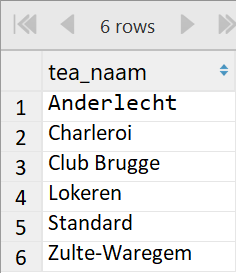 6 rows
tea_naam
1 Anderlecht
2 Charleroi
3 Club Brugge
4 Lokeren
5 Standard
6 Zulte-Waregem